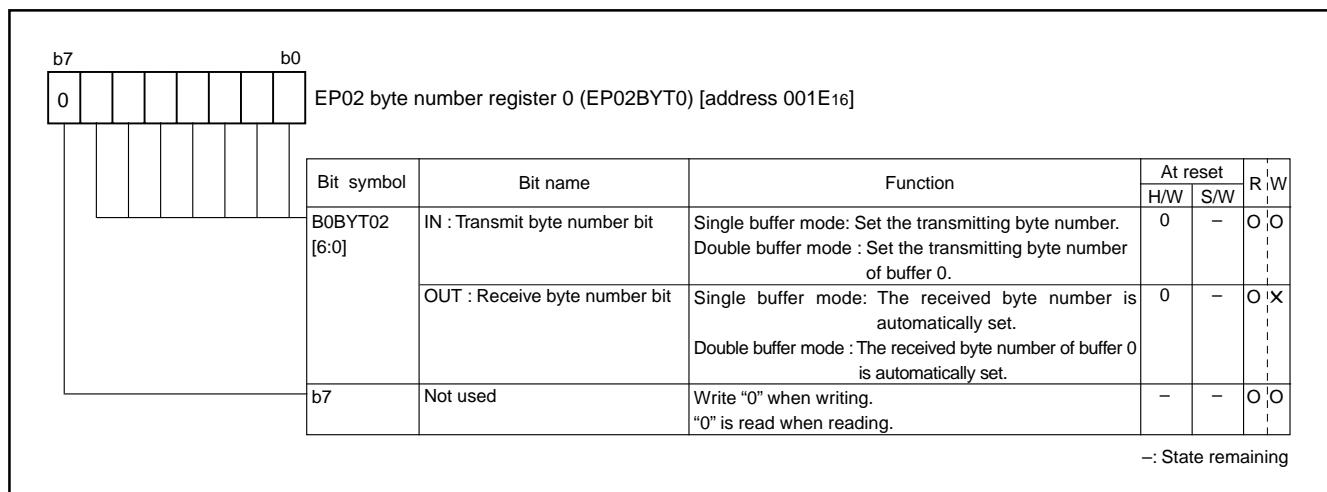 b7 b0
0
EP02 byte number register 0 (EP02BYT0) [address 001E16]
Bit symbol Bit name Function At reset R W
H/W S/W
B0BYT02 IN : Transmit byte number bit Single buffer mode: Set the transmitting byte number. 0 – O O
[6:0] Double buffer mode : Set the transmitting byte number
of buffer 0.
OUT : Receive byte number bit Single buffer mode: The received byte number is 0 – O ✕
automatically set.
Double buffer mode : The received byte number of buffer 0
is automatically set.
b7 Not used Write “0” when writing. – – O O
“0” is read when reading.
–: State remaining